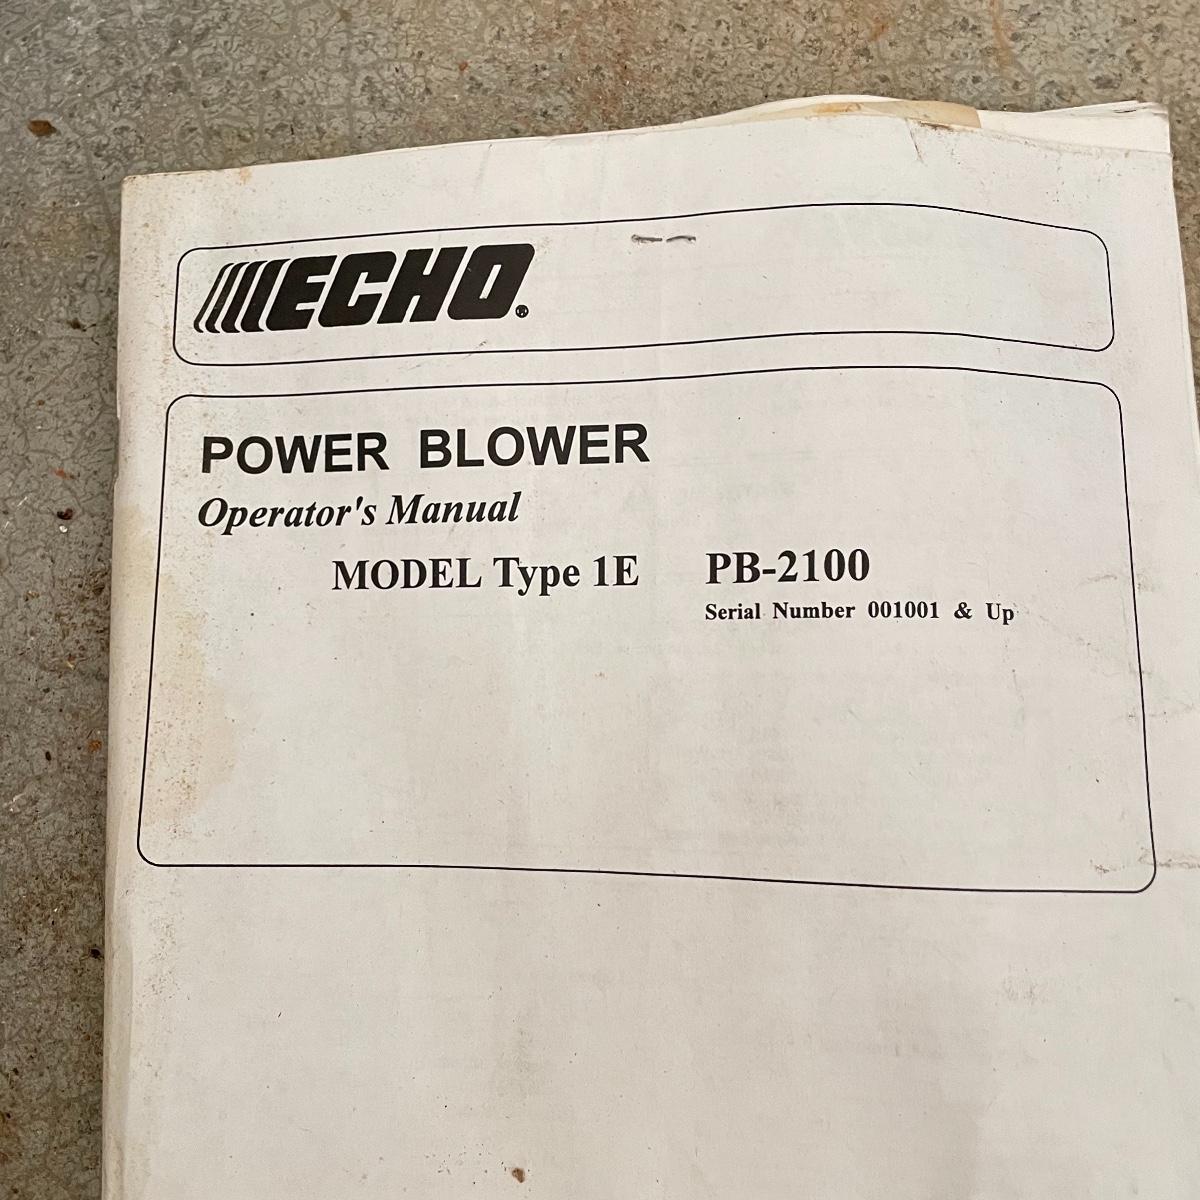 ECHO®
POWER BLOWER
Operator's Manual
MODEL Type 1E PB-2100
Serial Number 001001 & Up